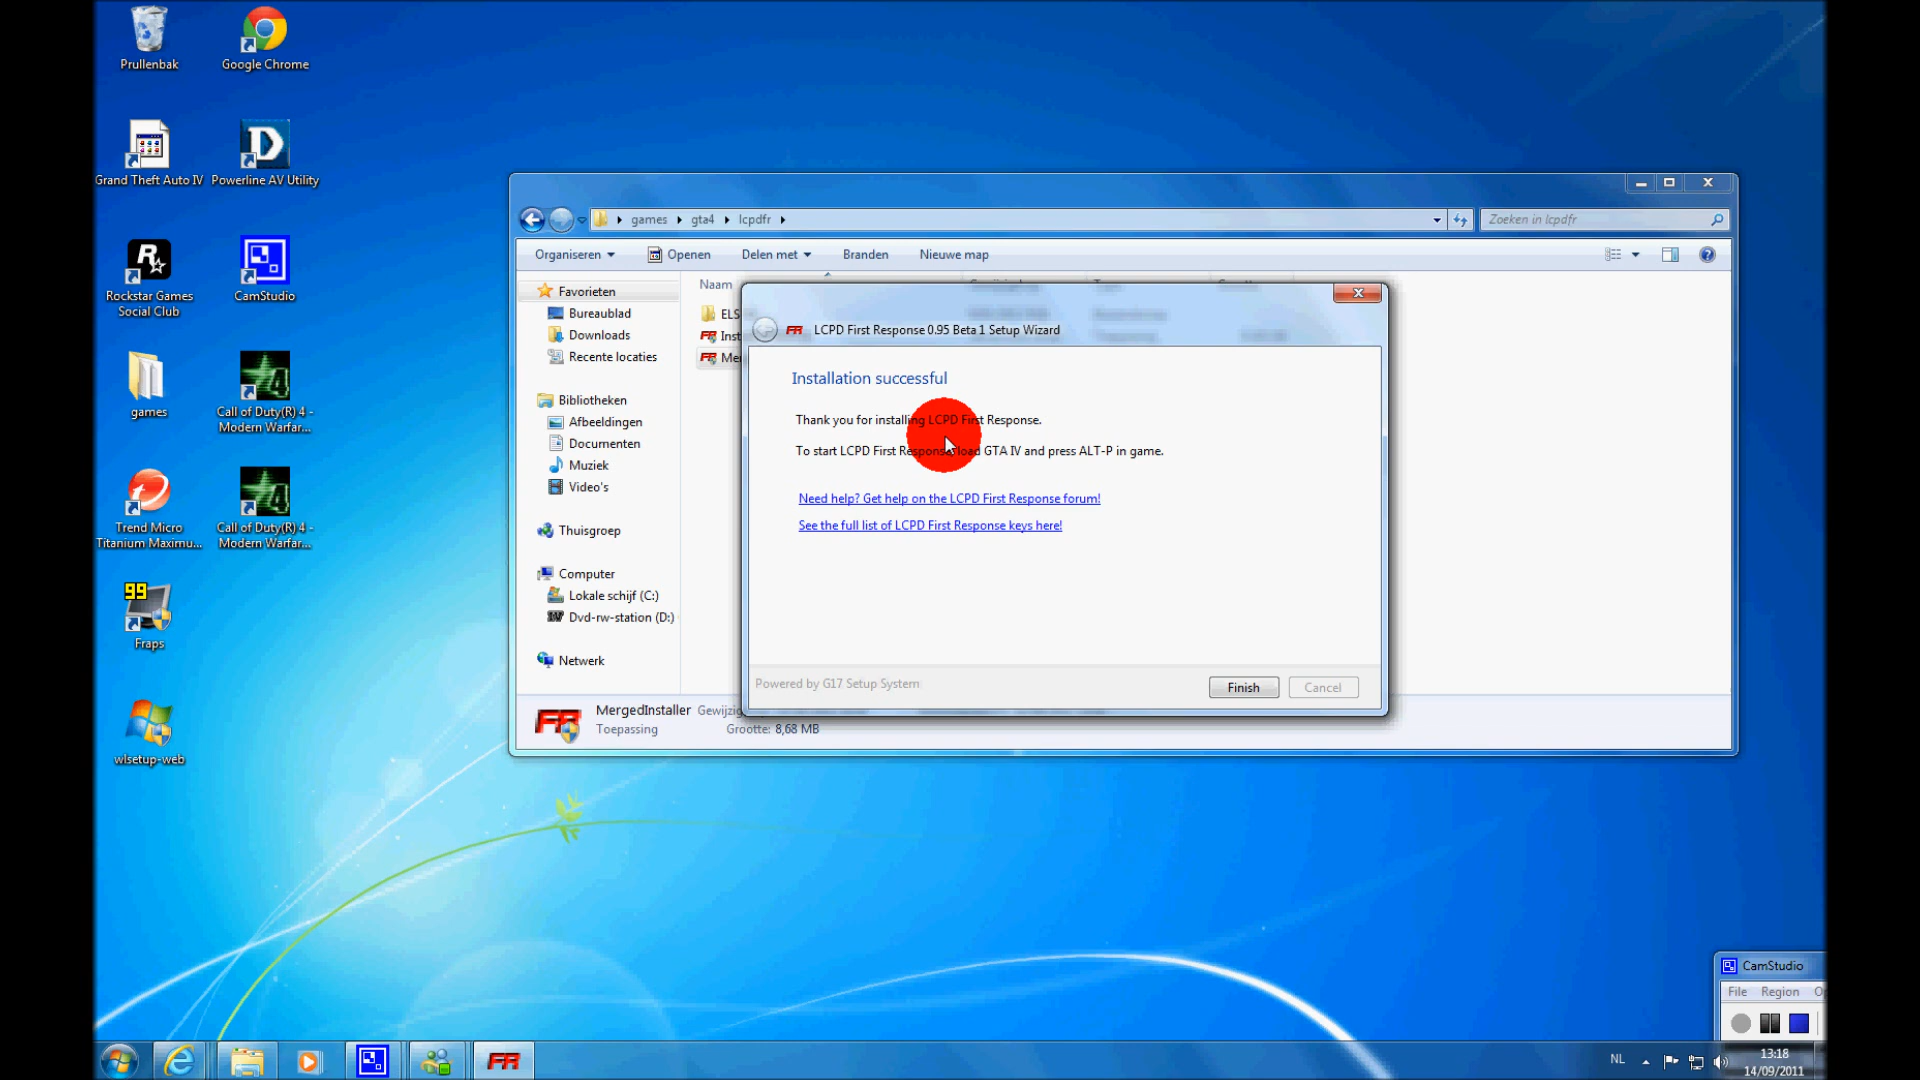 Prullenbak
Google Chrome
Grand Theft Auto IV
Powerline AV Utility
Rockstar Games
Social Club
CamStudio
games
Call of Duty(R) 4 -
Modern Warfar...
Trend Micro
Titanium Maximu...
Call of Duty(R) 4 -
Modern Warfar...
99
Fraps
wlsetup-web
games
gta4
lcpdfr
Zoeken in lcpdfr
Organiseren
Openen
Delen met
Branden
Nieuwe map
Favorieten
Bureaublad
Downloads
Recente locaties
Bibliotheken
Afbeeldingen
Documenten
Muziek
Video's
Thuisgroep
Computer
Lokale schijf (C:)
Dvd-rw-station (D:)
Netwerk
Naam
ELS
Inst
Mer
FR LCPD First Response 0.95 Beta 1 Setup Wizard
Installation successful
Thank you for installing LCPD First Response.
To start LCPD First Response load GTA IV and press ALT-P in game.
Need help? Get help on the LCPD First Response forum!
See the full list of LCPD First Response keys here!
Powered by G17 Setup System
Finish
Cancel
FR
MergedInstaller
Toepassing
Grootte: 8,68 MB
CamStudio
File Region
FR
NL
13:18
14/09/2011